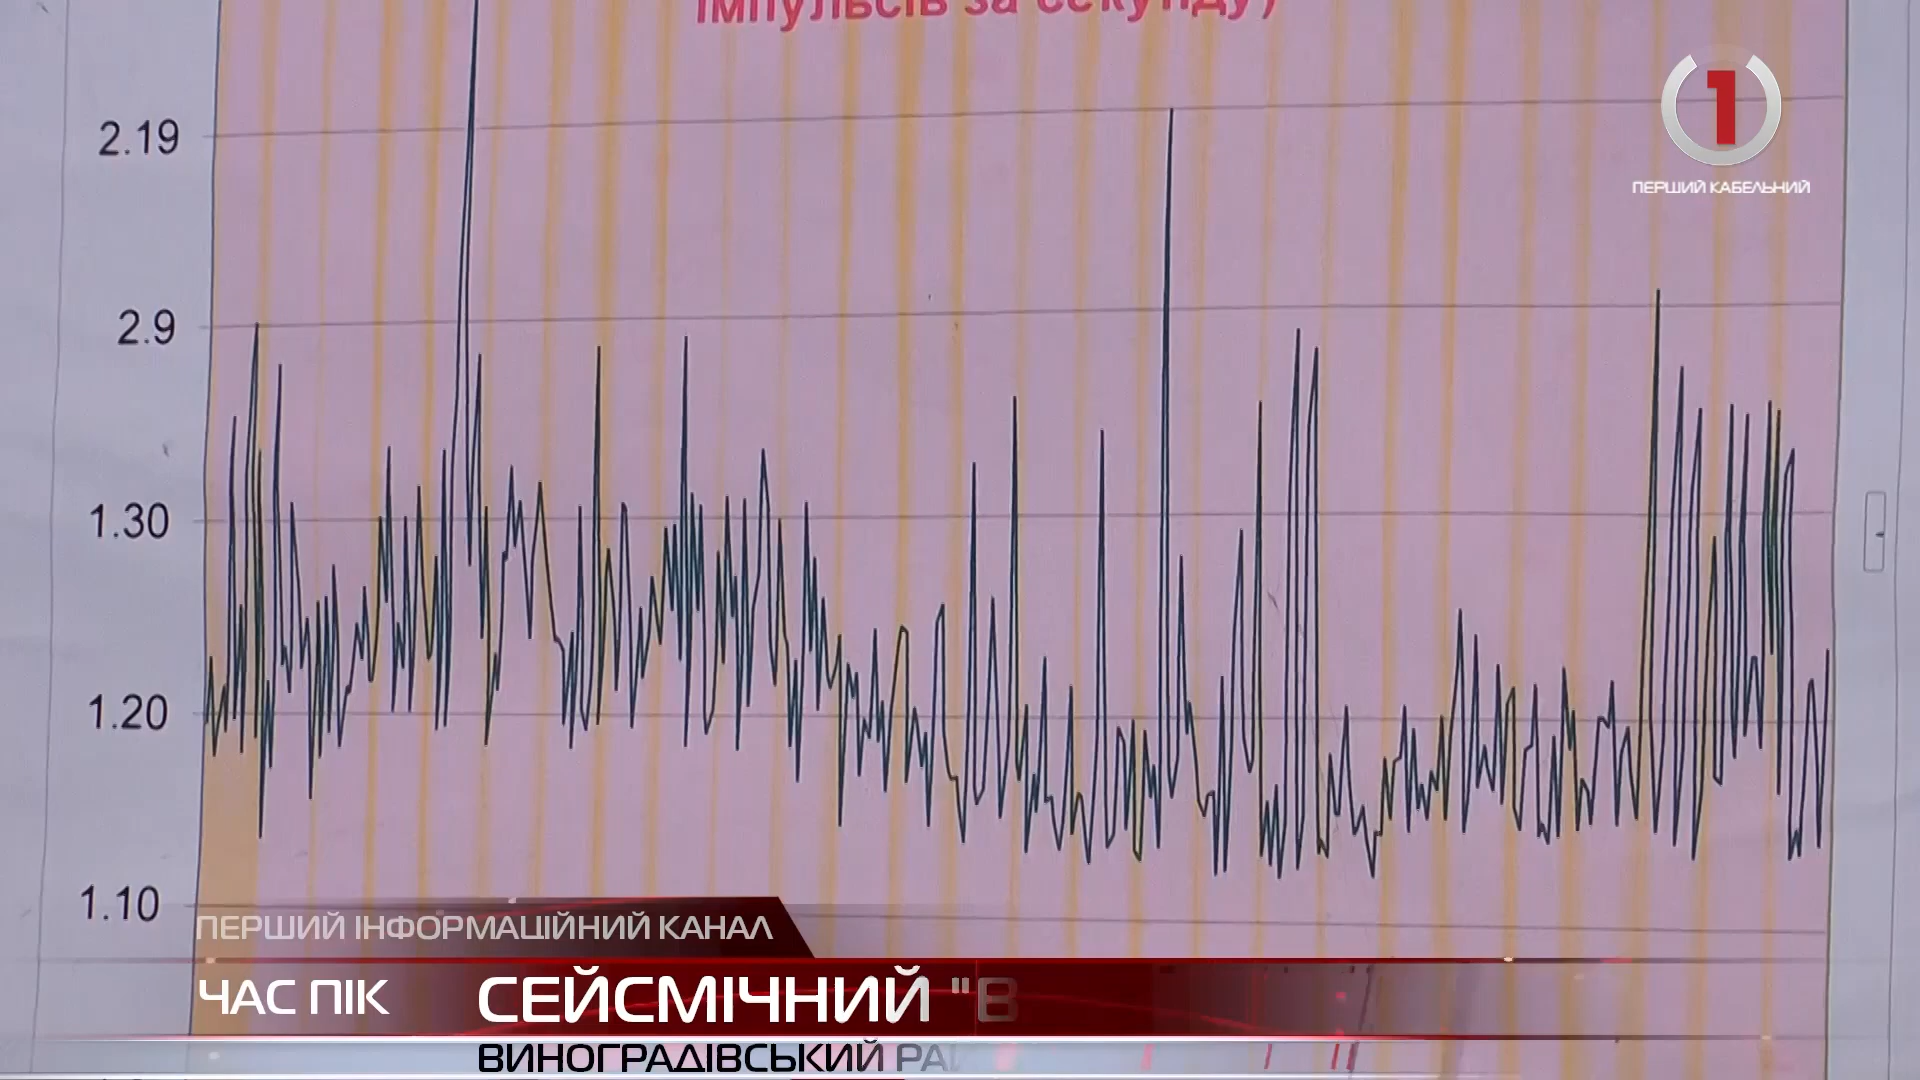 імпульсів за секунду)
2.19
1
ПЕРШИЙ КАБЕЛЬНИЙ
2.9
1.30
1.20
1.10
ПЕРШИЙ ІНФОРМАЦІЙНИЙ КАНАЛ
ЧАС ПІК
СЕЙСМІЧНИЙ "В
ВИНОГРАДІВСЬКИЙ РА